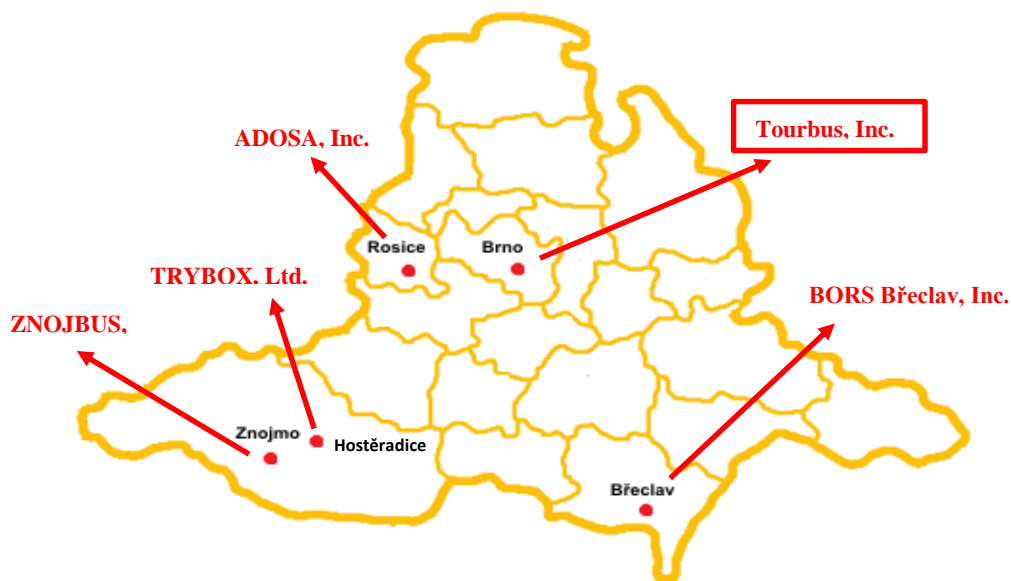 Tourbus, Inc.
ADOSA, Inc.
Rosice
Brno
TRYBOX, Ltd.
BORS Břeclav, Inc.
ZNOJBUS,
Znojmo
Hostěradice
Břeclav